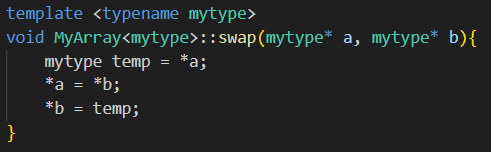 template <typename mytype>
void MyArray<mytype>::swap(mytype* a, mytype* b){
    mytype temp = *a;
    *a = *b;
    *b = temp;
}